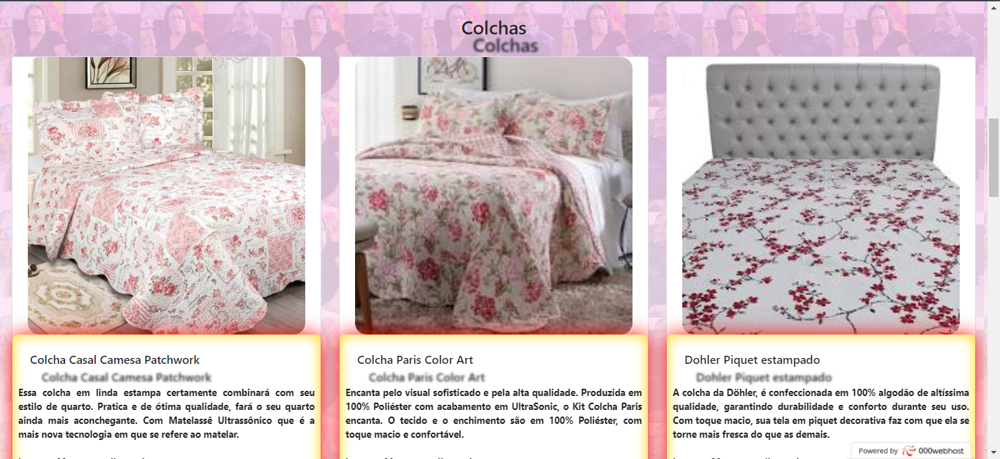 Colchas
Colchas
Colcha Casal Camesa Patchwork
Colcha Casal Camesa Patchwork
Essa colcha em linda estampa certamente combinará com seu
estilo de quarto. Pratica e de ótima qualidade, fará o seu quarto
ainda mais aconchegante. Com Matelassê Ultrassônico que é a
mais nova tecnologia em que se refere ao matelar.
Colcha Paris Color Art
Colcha Paris Color Art
Encanta pelo visual sofisticado e pela alta qualidade. Produzida em
100% Poliéster com acabamento em UltraSonic, o Kit Colcha Paris
encanta. O tecido e o enchimento são em 100% Poliéster, com
toque macio e confortável.
Dohler Piquet estampado
Dohler Piquet estampado
A colcha da Döhler, é confeccionada em 100% algodão de altíssima
qualidade, garantindo durabilidade e conforto durante seu uso.
Com toque macio, sua tela em piquet decorativa faz com que ela se
torne mais fresca do que as demais.
Powered by 000webhost